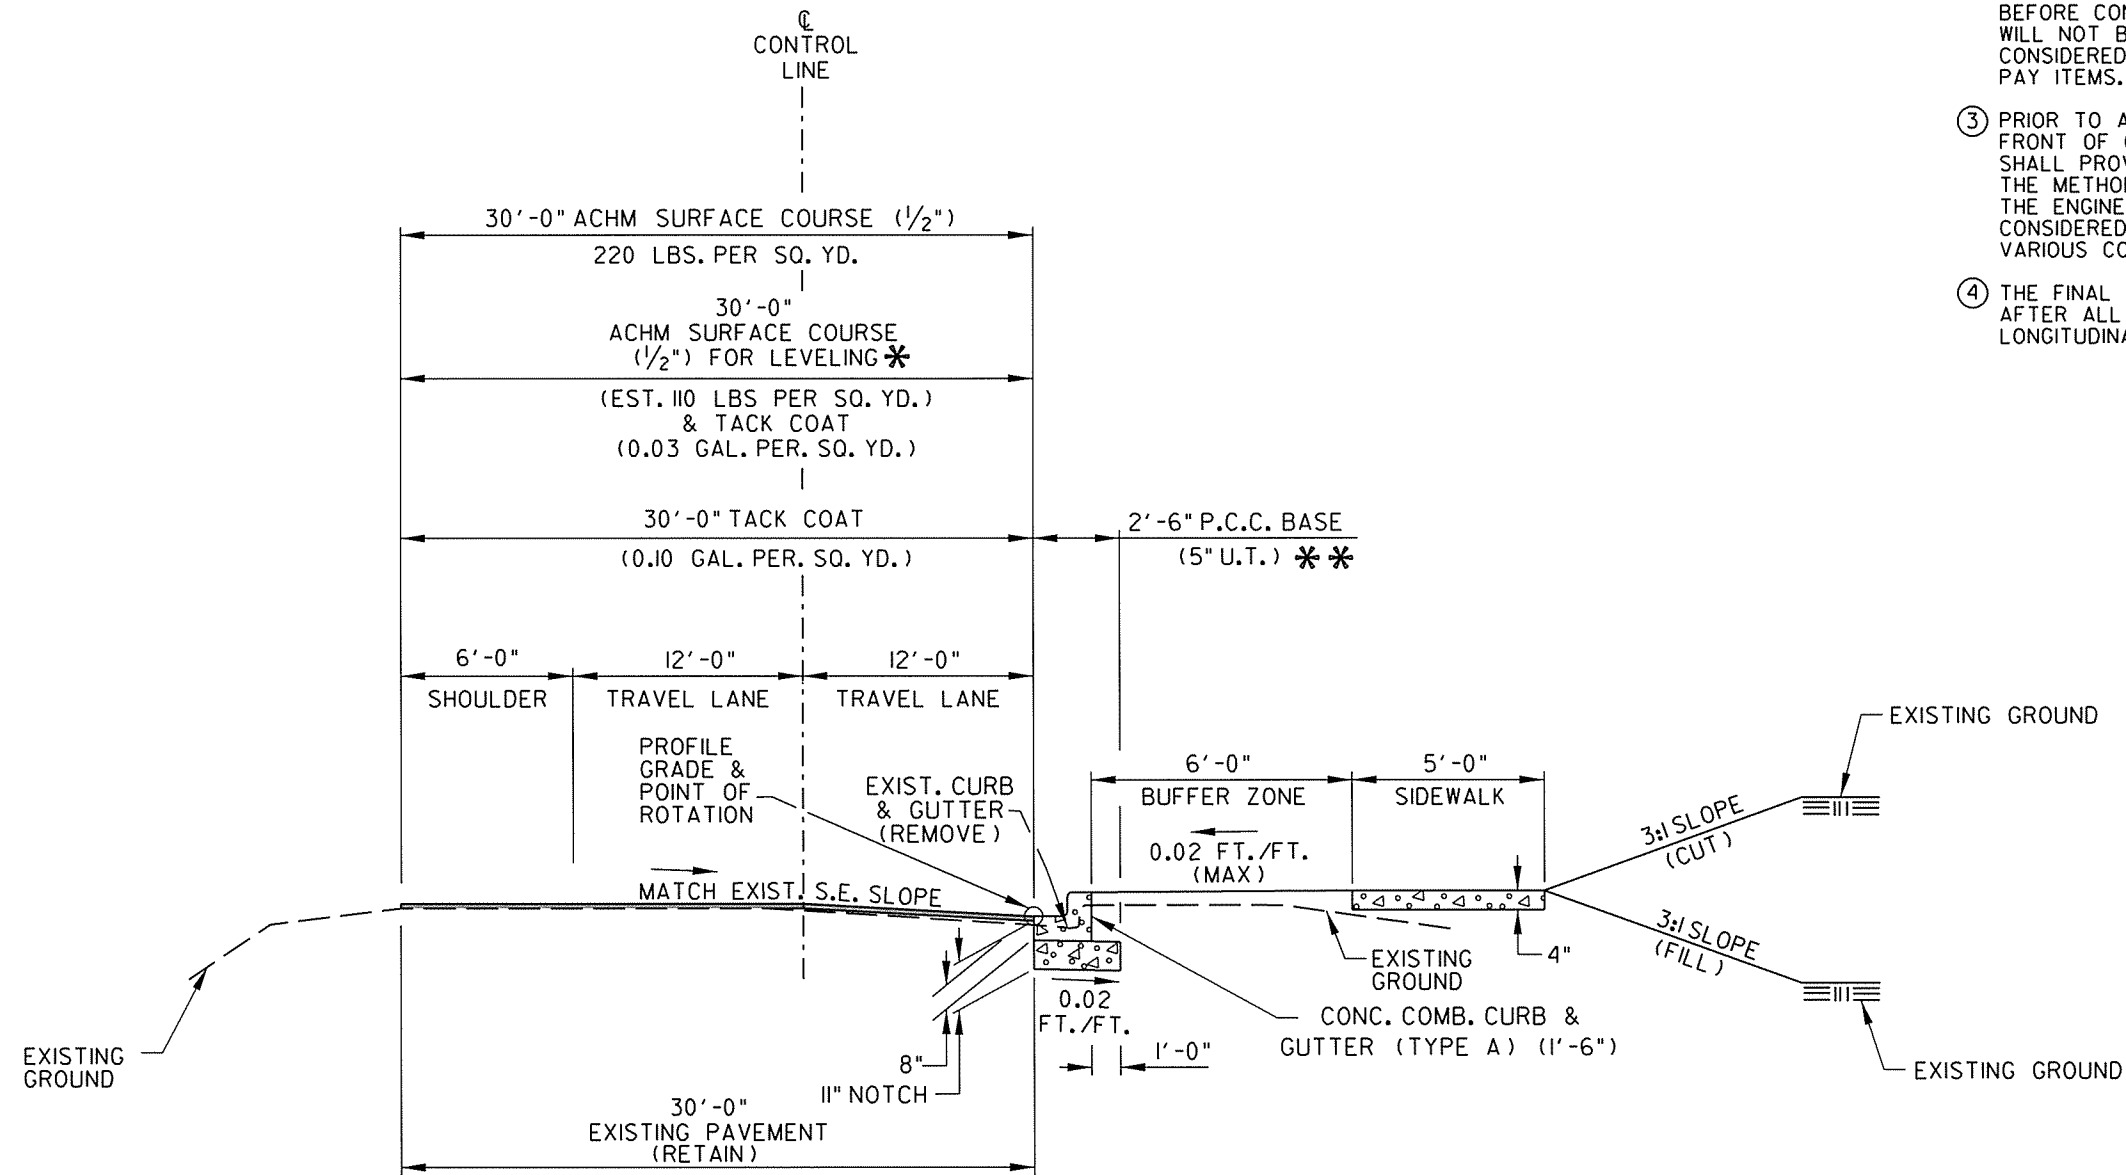 ℄
CONTROL
LINE
30'-0" ACHM SURFACE COURSE (1/2")
220 LBS. PER SQ. YD.
30'-0"
ACHM SURFACE COURSE
(1/2") FOR LEVELING *
(EST. 110 LBS PER SQ. YD.)
& TACK COAT
(0.03 GAL. PER. SQ. YD.)
30'-0" TACK COAT
(0.10 GAL. PER. SQ. YD.)
2'-6" P.C.C. BASE
(5" U.T.) * *
6'-0"
SHOULDER
12'-0"
TRAVEL LANE
12'-0"
TRAVEL LANE
PROFILE
GRADE &
POINT OF
ROTATION
EXIST. CURB
& GUTTER
(REMOVE)
6'-0"
BUFFER ZONE
5'-0"
SIDEWALK
0.02 FT./FT.
(MAX)
MATCH EXIST. S.E. SLOPE
3:1 SLOPE
(CUT)
3:1 SLOPE
(FILL)
EXISTING GROUND
EXISTING GROUND
4"
EXISTING
GROUND
0.02
FT./FT.
CONC. COMB. CURB &
GUTTER (TYPE A) (1'-6")
1'-0"
8"
11" NOTCH
EXISTING
GROUND
30'-0"
EXISTING PAVEMENT
(RETAIN)
BEFORE CON
WILL NOT B
CONSIDERED
PAY ITEMS.
3 PRIOR TO A
FRONT OF
SHALL PROV
THE METHO
THE ENGINE
CONSIDERED
VARIOUS CO
4 THE FINAL
AFTER ALL
LONGITUDINA